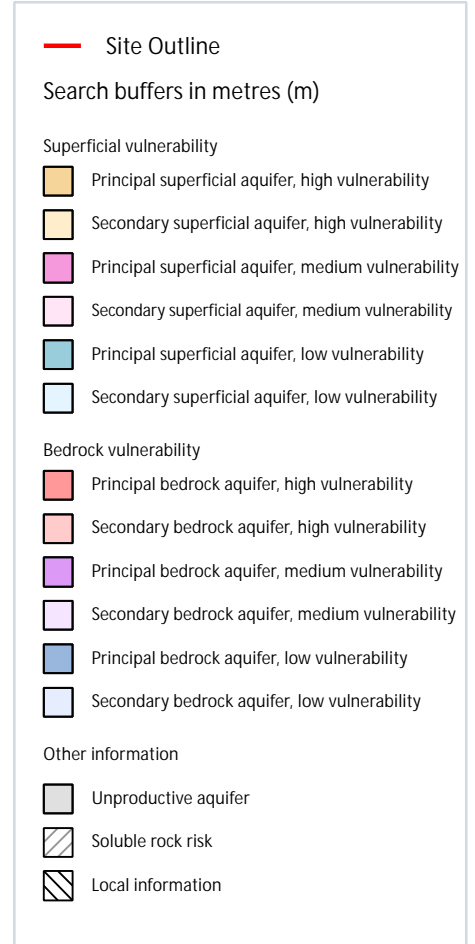 Site Outline
Search buffers in metres (m)
Superficial vulnerability
Principal superficial aquifer, high vulnerability
Secondary superficial aquifer, high vulnerability
Principal superficial aquifer, medium vulnerability
Secondary superficial aquifer, medium vulnerability
Principal superficial aquifer, low vulnerability
Secondary superficial aquifer, low vulnerability
Bedrock vulnerability
Principal bedrock aquifer, high vulnerability
Secondary bedrock aquifer, high vulnerability
Principal bedrock aquifer, medium vulnerability
Secondary bedrock aquifer, medium vulnerability
Principal bedrock aquifer, low vulnerability
Secondary bedrock aquifer, low vulnerability
Other information
Unproductive aquifer
Soluble rock risk
Local information